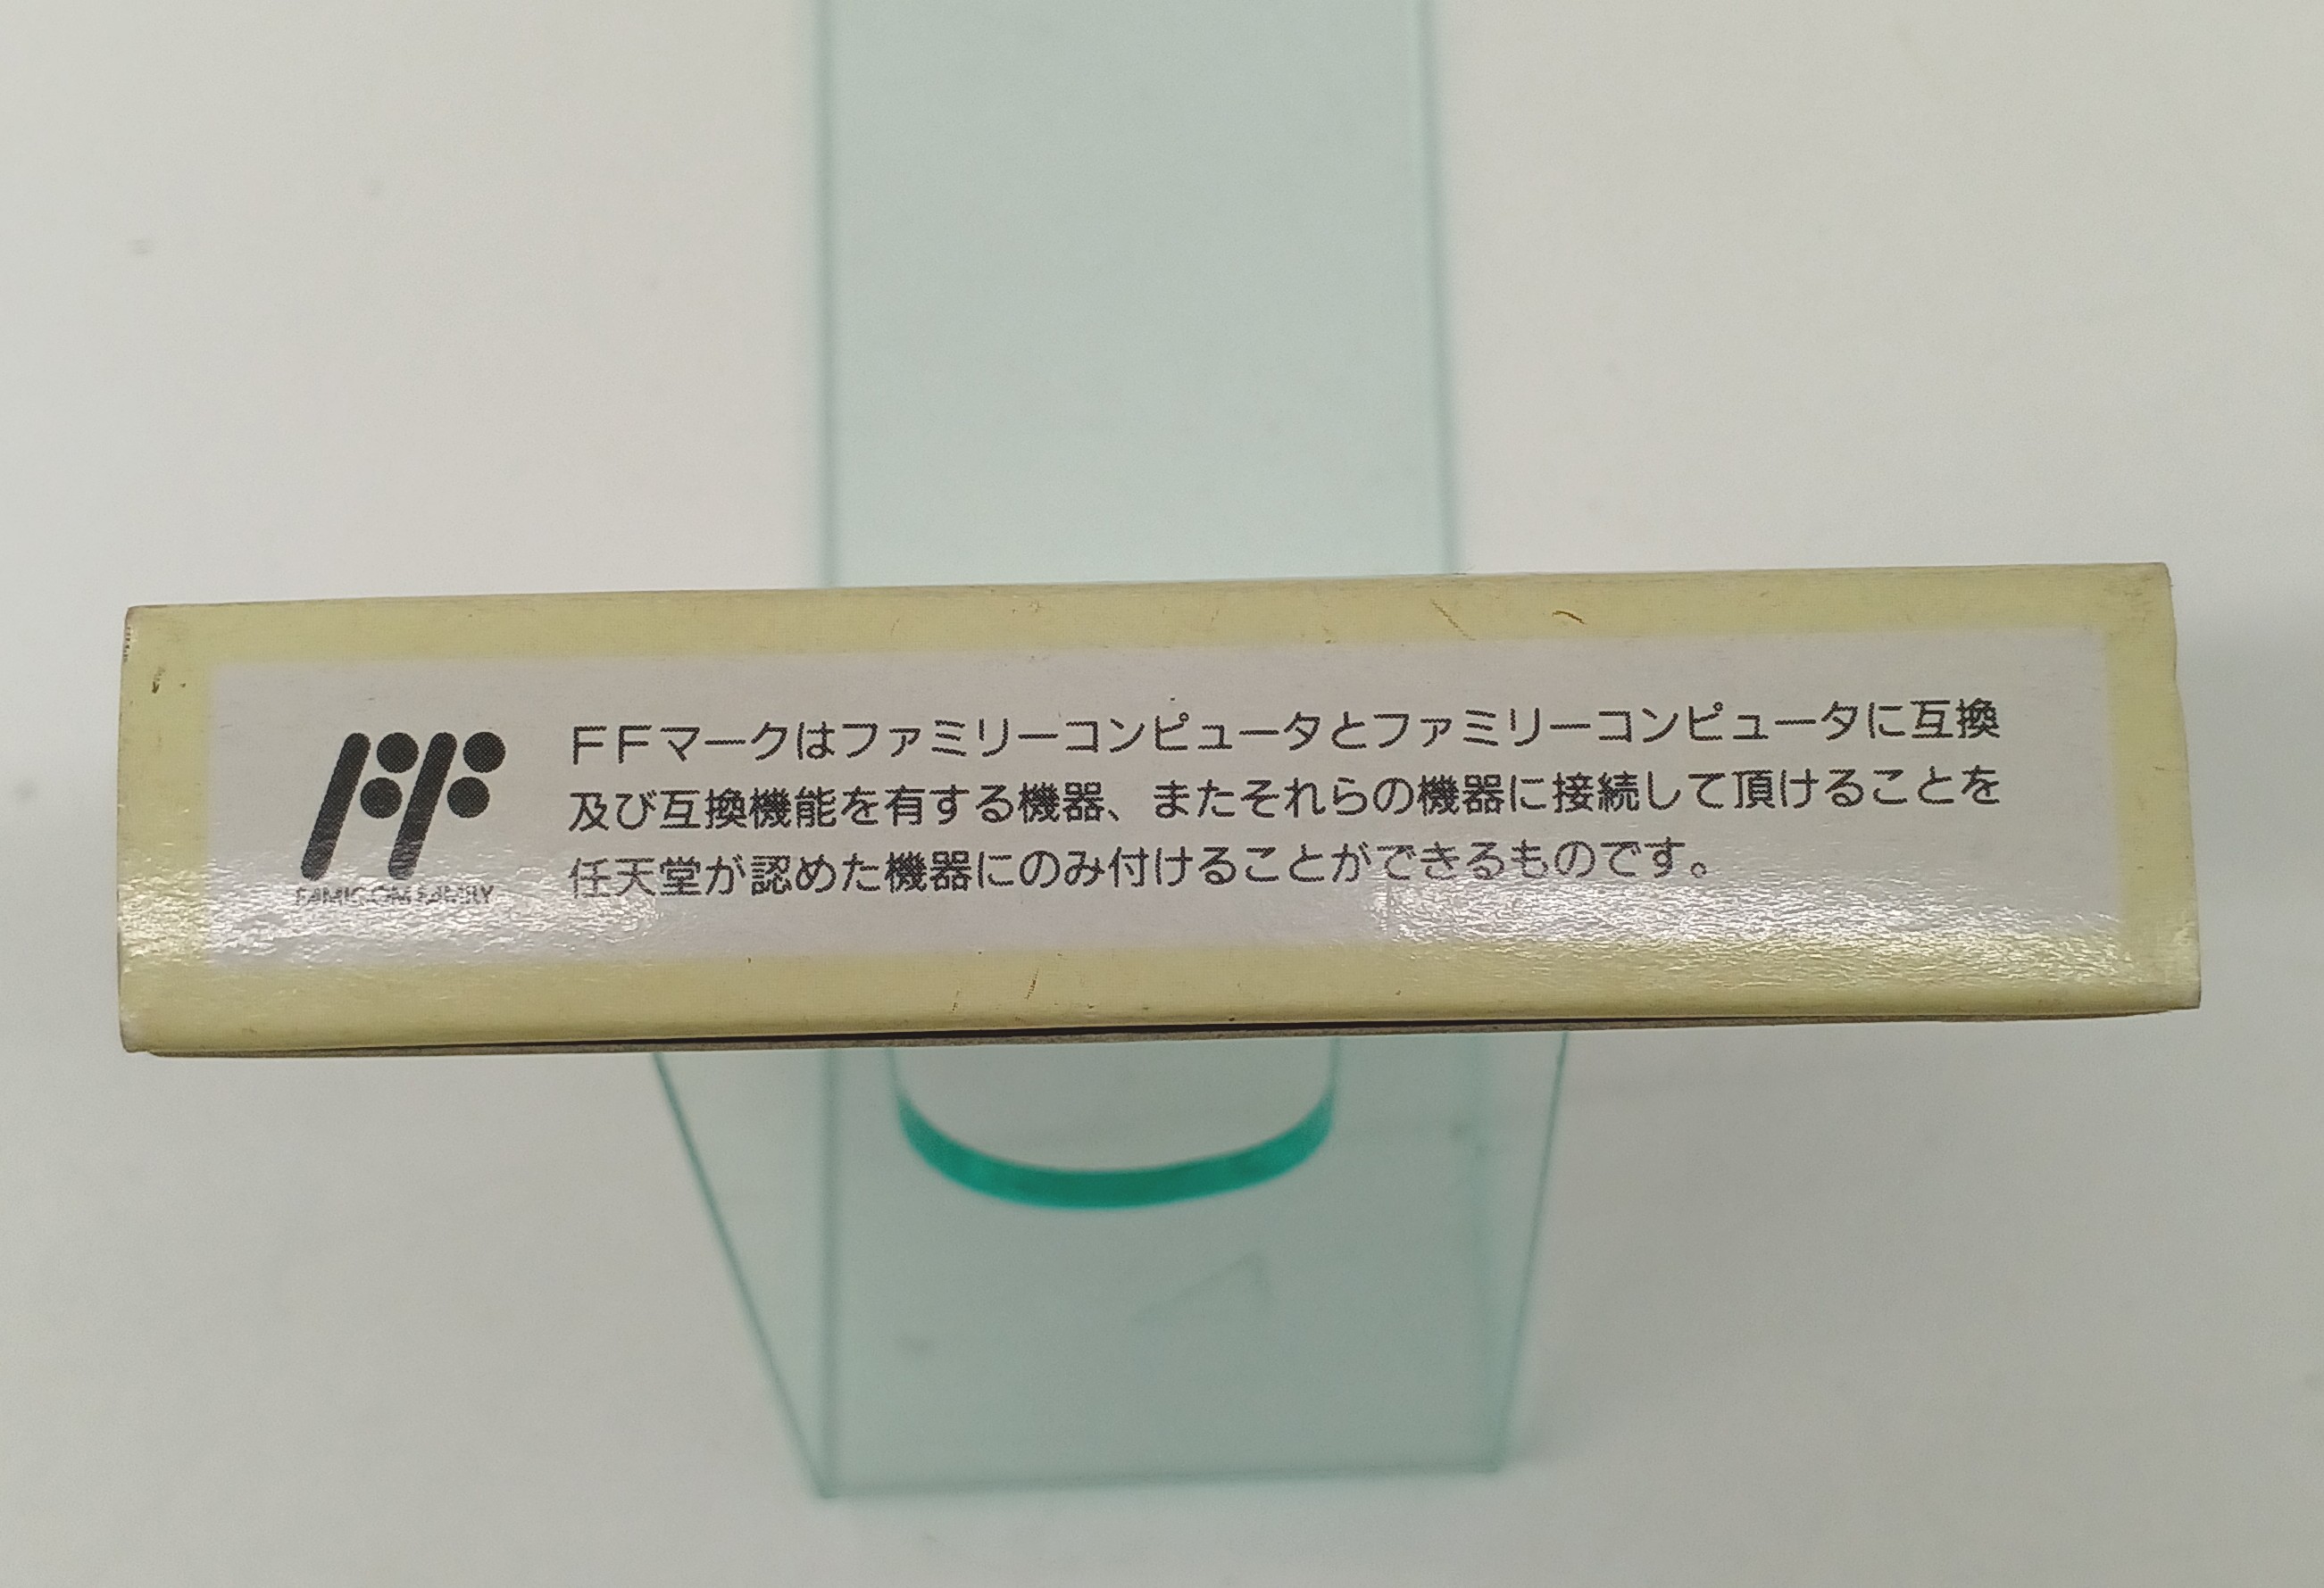 FAMICOM FAMILY
FFマークはファミリーコンピュータとファミリーコンピュータに互換
及び互換機能を有する機器、またそれらの機器に接続して頂けることを
任天堂が認めた機器にのみ付けることができるものです。